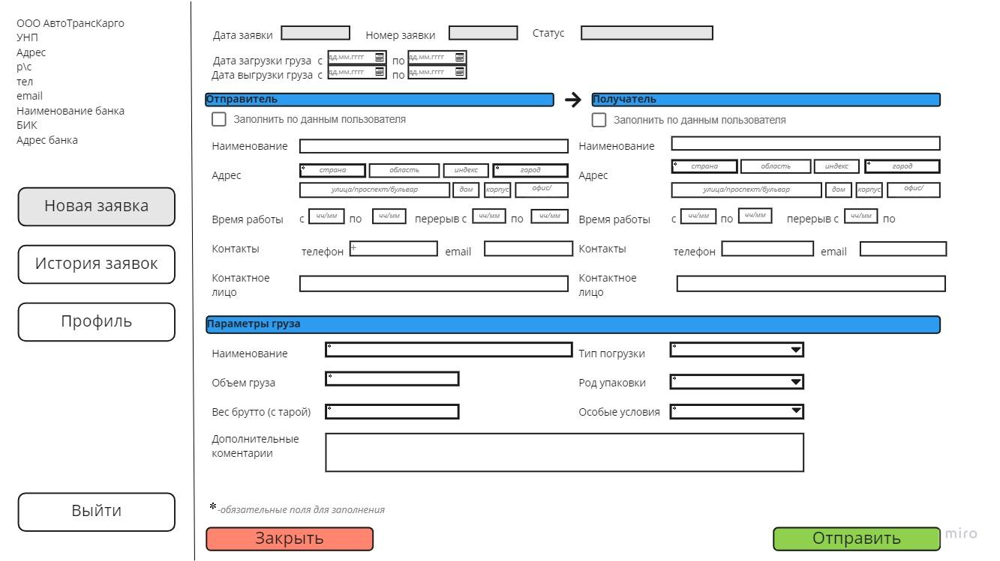 ООО АвтоТрансКарго
УНП
Адрес
р\с
тел
email
Наименование банка
БИК
Адрес банка
Новая заявка
История заявок
Профиль
Выйти
Дата заявки Номер заявки Статус
Дата загрузки груза с дд.мм.гггг по дд.мм.гггг
Дата выгрузки груза с дд.мм.гггг по дд.мм.гггг
Отправитель
Заполнить по данным пользователя
Наименование
Адрес * страна область индекс * город
улица/проспект/бульвар дом корпус офис/
Время работы с чч/мм по чч/мм перерыв с чч/мм по чч/мм
Контакты телефон + email
Контактное
лицо
Получатель
Заполнить по данным пользователя
Наименование
Адрес * страна область индекс * город
улица/проспект/бульвар дом корпус офис/
Время работы с чч/мм по чч/мм перерыв с чч/мм по
Контакты телефон email
Контактное
лицо
Параметры груза
Наименование * Тип погрузки *
Объем груза * Род упаковки *
Вес брутто (с тарой) * Особые условия *
Дополнительные
коментарии
*-обязательные поля для заполнения
Закрыть Отправить
miro